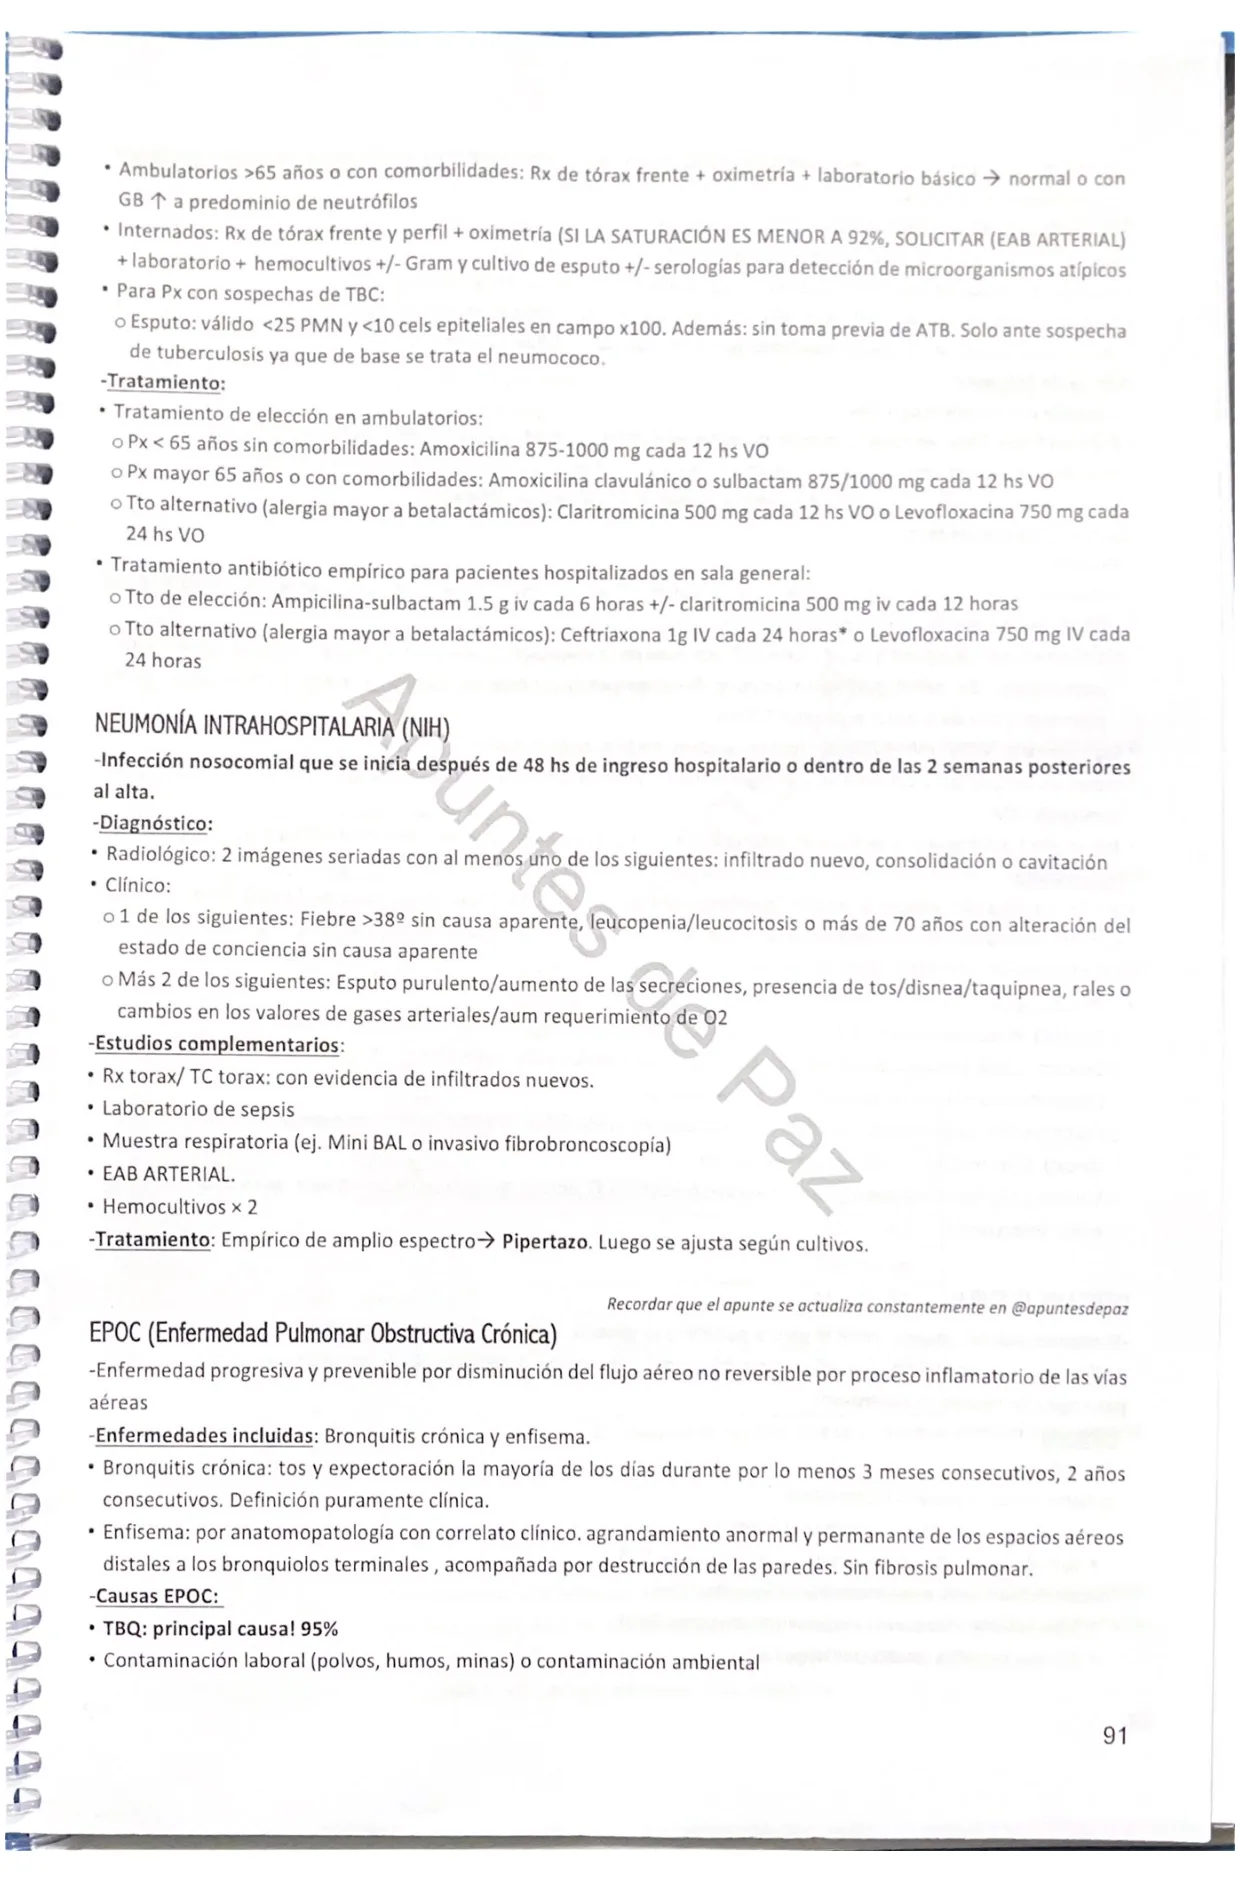 • Ambulatorios >65 años o con comorbilidades: Rx de tórax frente + oximetría + laboratorio básico → normal o con
GB ↑ a predominio de neutrófilos
• Internados: Rx de tórax frente y perfil + oximetría (SI LA SATURACIÓN ES MENOR A 92%, SOLICITAR (EAB ARTERIAL)
+ laboratorio + hemocultivos +/- Gram y cultivo de esputo +/- serologías para detección de microorganismos atípicos
• Para Px con sospechas de TBC:
o Esputo: válido <25 PMN y <10 cels epiteliales en campo x100. Además: sin toma previa de ATB. Solo ante sospecha
de tuberculosis ya que de base se trata el neumococo.
-Tratamiento:
• Tratamiento de elección en ambulatorios:
o Px < 65 años sin comorbilidades: Amoxicilina 875-1000 mg cada 12 hs VO
o Px mayor 65 años o con comorbilidades: Amoxicilina clavulánico o sulbactam 875/1000 mg cada 12 hs VO
o Tto alternativo (alergia mayor a betalactámicos): Claritromicina 500 mg cada 12 hs VO o Levofloxacina 750 mg cada
24 hs VO
• Tratamiento antibiótico empírico para pacientes hospitalizados en sala general:
o Tto de elección: Ampicilina-sulbactam 1.5 g iv cada 6 horas +/- claritromicina 500 mg iv cada 12 horas
o Tto alternativo (alergia mayor a betalactámicos): Ceftriaxona 1g IV cada 24 horas* o Levofloxacina 750 mg IV cada
24 horas
NEUMONÍA INTRAHOSPITALARIA (NIH)
-Infección nosocomial que se inicia después de 48 hs de ingreso hospitalario o dentro de las 2 semanas posteriores
al alta.
-Diagnóstico:
• Radiológico: 2 imágenes seriadas con al menos uno de los siguientes: infiltrado nuevo, consolidación o cavitación
• Clínico:
o 1 de los siguientes: Fiebre >38º sin causa aparente, leucopenia/leucocitosis o más de 70 años con alteración del
estado de conciencia sin causa aparente
o Más 2 de los siguientes: Esputo purulento/aumento de las secreciones, presencia de tos/disnea/taquipnea, rales o
cambios en los valores de gases arteriales/aum requerimiento de O2
-Estudios complementarios:
• Rx torax/ TC torax: con evidencia de infiltrados nuevos.
• Laboratorio de sepsis
• Muestra respiratoria (ej. Mini BAL o invasivo fibrobroncoscopía)
• EAB ARTERIAL.
• Hemocultivos × 2
-Tratamiento: Empírico de amplio espectro→ Pipertazo. Luego se ajusta según cultivos.
Apuntes de Paz
Recordar que el apunte se actualiza constantemente en @apuntesdepaz
EPOC (Enfermedad Pulmonar Obstructiva Crónica)
-Enfermedad progresiva y prevenible por disminución del flujo aéreo no reversible por proceso inflamatorio de las vías
aéreas
-Enfermedades incluidas: Bronquitis crónica y enfisema.
• Bronquitis crónica: tos y expectoración la mayoría de los días durante por lo menos 3 meses consecutivos, 2 años
consecutivos. Definición puramente clínica.
• Enfisema: por anatomopatología con correlato clínico. agrandamiento anormal y permanante de los espacios aéreos
distales a los bronquiolos terminales , acompañada por destrucción de las paredes. Sin fibrosis pulmonar.
-Causas EPOC:
• TBQ: principal causa! 95%
• Contaminación laboral (polvos, humos, minas) o contaminación ambiental
91